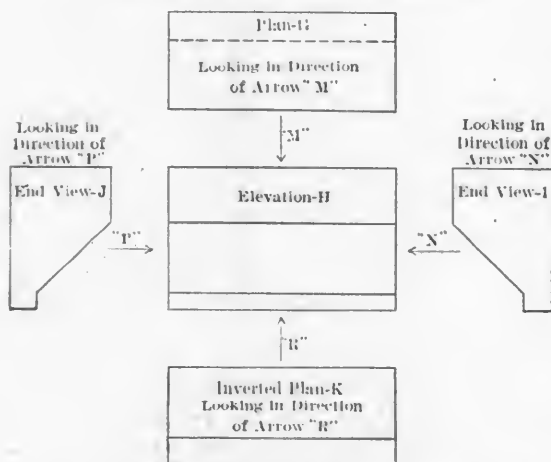 Plan-G
Looking in Direction
of Arrow "M"
"M"
Looking in
Direction of
Arrow "P"
End View-J
"P"
Elevation-H
Looking in
Direction of
Arrow "N"
End View-I
"N"
"R"
Inverted Plan-K
Looking in Direction
of Arrow "R"